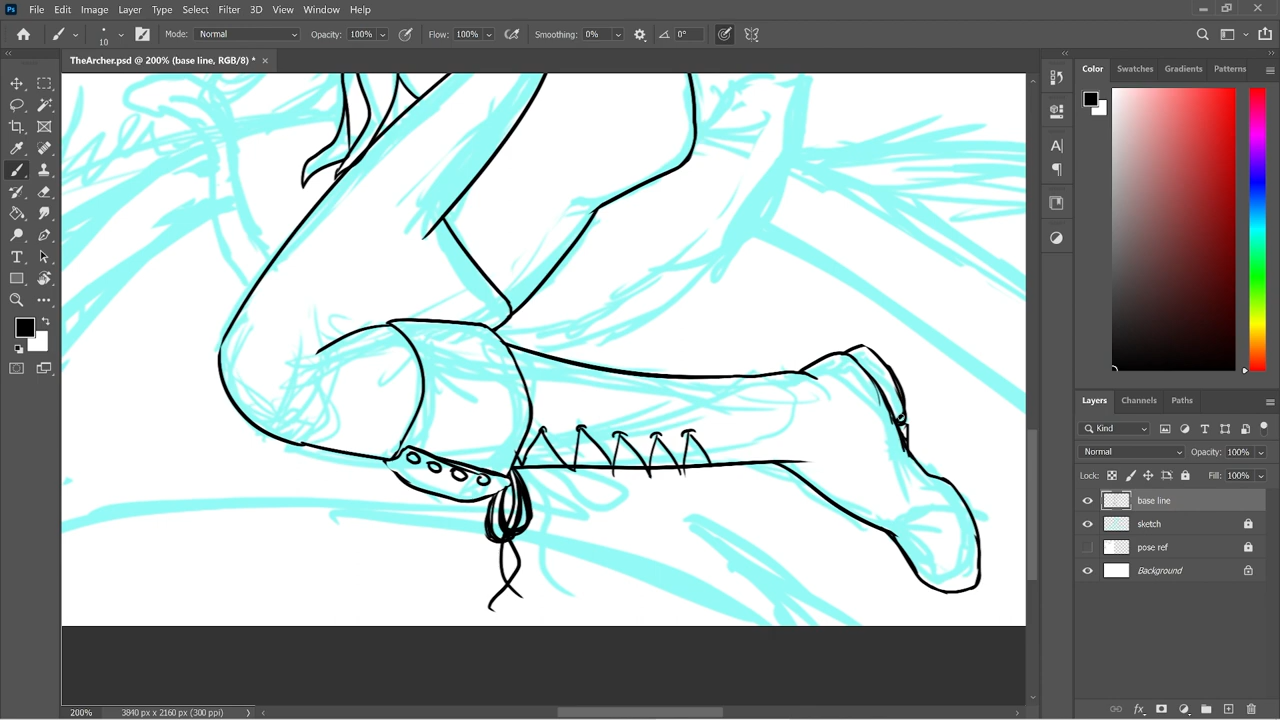 Ps File Edit Image Layer Type Select Filter 3D View Window Help
10 Mode: Normal Opacity: 100% Flow: 100% Smoothing: 0% 0°
TheArcher.psd @ 200% (base line, RGB/8) * ×
Color Swatches Gradients Patterns
Layers Channels Paths
Kind
Normal Opacity: 100%
Lock: Fill: 100%
base line
sketch
pose ref
Background
200% 3840 px x 2160 px (300 ppi)